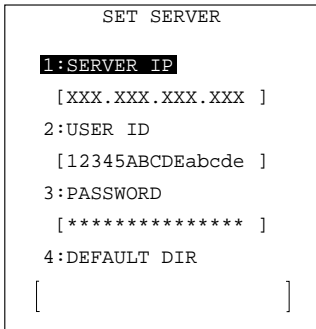 SET SERVER
1:SERVER IP
[XXX.XXX.XXX.XXX ]
2:USER ID
[12345ABCDEabcde ]
3:PASSWORD
[*************** ]
4:DEFAULT DIR
[ ]